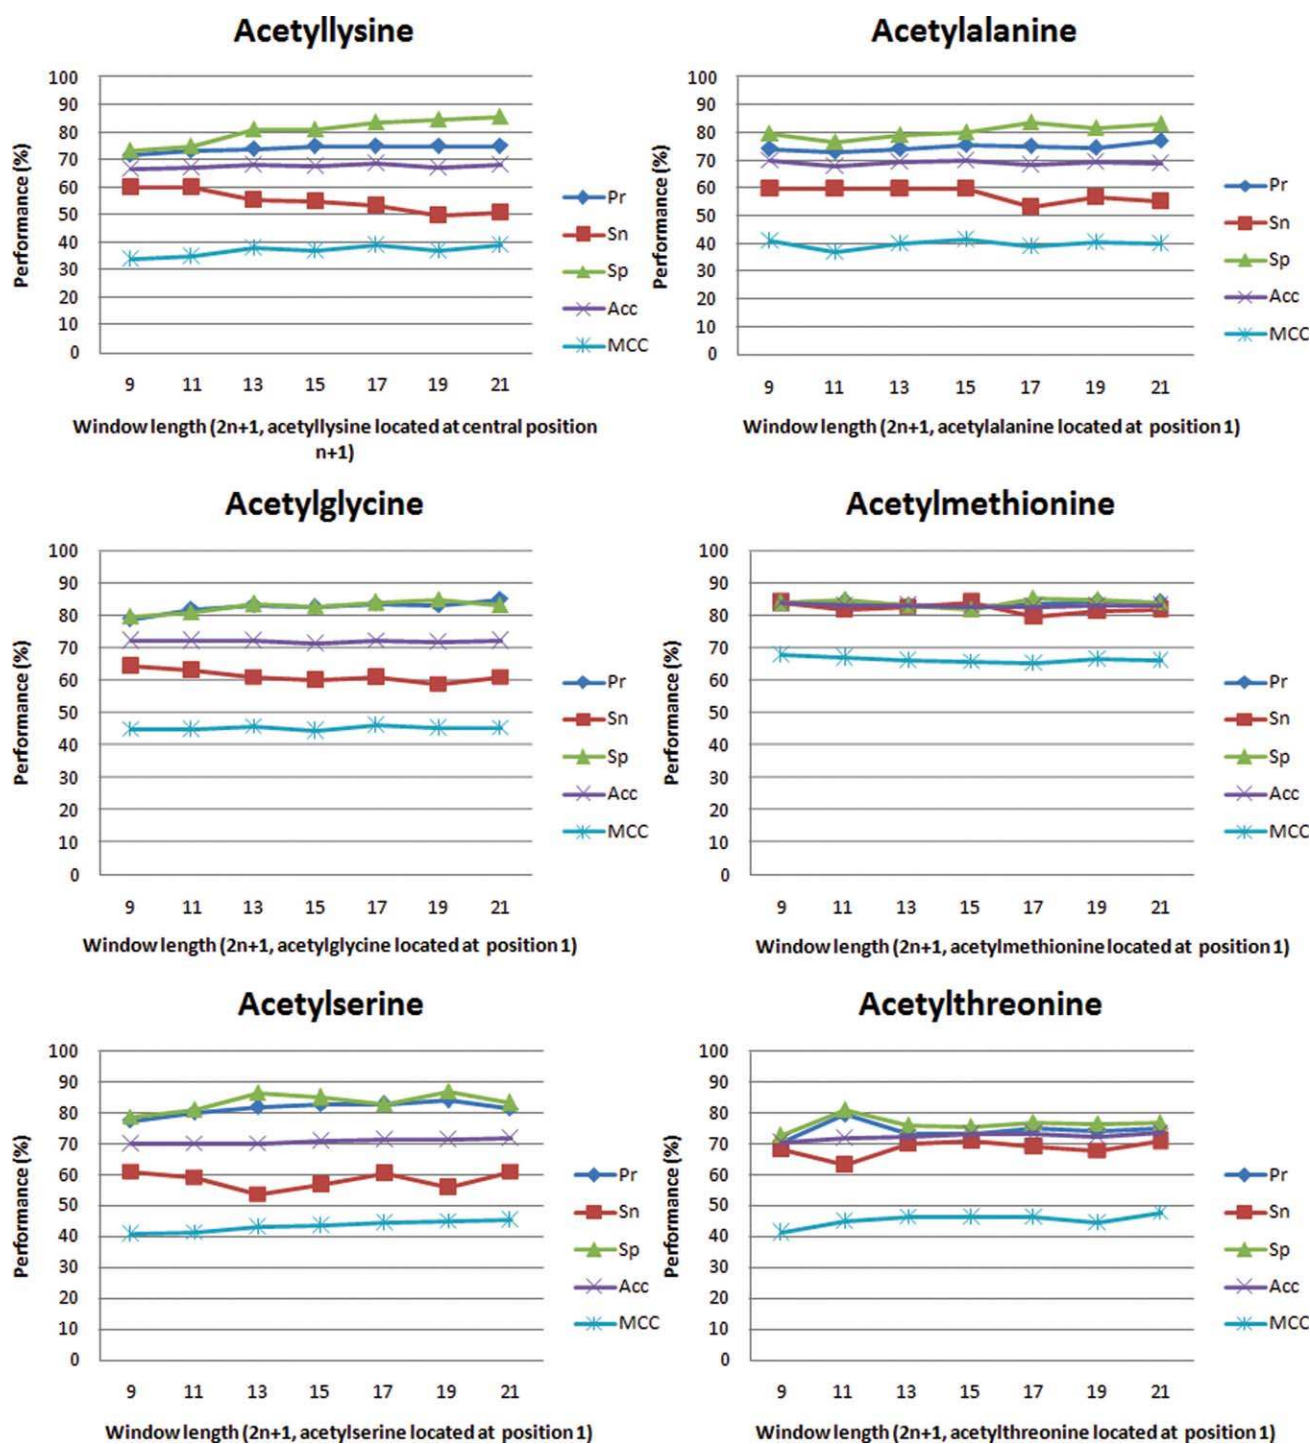 Acetyllysine
Performance (%)
100
90
80
70
60
50
40
30
20
10
0
9 11 13 15 17 19 21
Window length (2n+1, acetyllysine located at central position
n+1)
Pr
Sn
Sp
Acc
MCC
Acetylalanine
Performance (%)
100
90
80
70
60
50
40
30
20
10
0
9 11 13 15 17 19 21
Window length (2n+1, acetylalanine located at position 1)
Pr
Sn
Sp
Acc
MCC
Acetylglycine
Performance (%)
100
90
80
70
60
50
40
30
20
10
0
9 11 13 15 17 19 21
Window length (2n+1, acetylglycine located at position 1)
Pr
Sn
Sp
Acc
MCC
Acetylmethionine
Performance (%)
100
90
80
70
60
50
40
30
20
10
0
9 11 13 15 17 19 21
Window length (2n+1, acetylmethionine located at position 1)
Pr
Sn
Sp
Acc
MCC
Acetylserine
Performance (%)
100
90
80
70
60
50
40
30
20
10
0
9 11 13 15 17 19 21
Window length (2n+1, acetylserine located at position 1)
Pr
Sn
Sp
Acc
MCC
Acetylthreonine
Performance (%)
100
90
80
70
60
50
40
30
20
10
0
9 11 13 15 17 19 21
Window length (2n+1, acetylthreonine located at position 1)
Pr
Sn
Sp
Acc
MCC